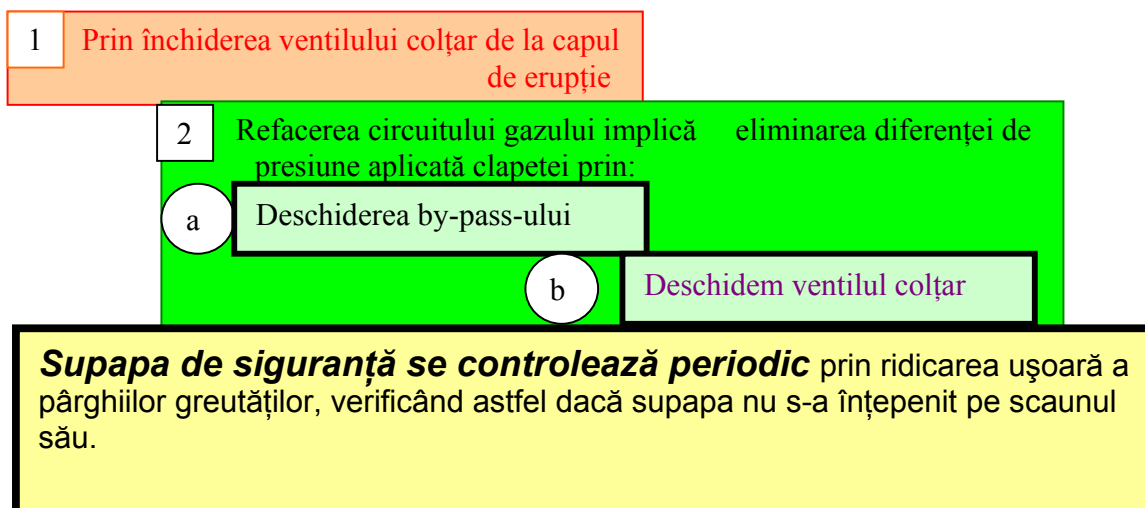 1 Prin închiderea ventilului colțar de la capul
de erupție
2 Refacerea circuitului gazului implică eliminarea diferenței de
presiune aplicată clapetei prin:
a Deschiderea by-pass-ului
b Deschidem ventilul colțar
Supapa de siguranță se controlează periodic prin ridicarea uşoară a
pârghiilor greutăților, verificând astfel dacă supapa nu s-a înțepenit pe scaunul
său.